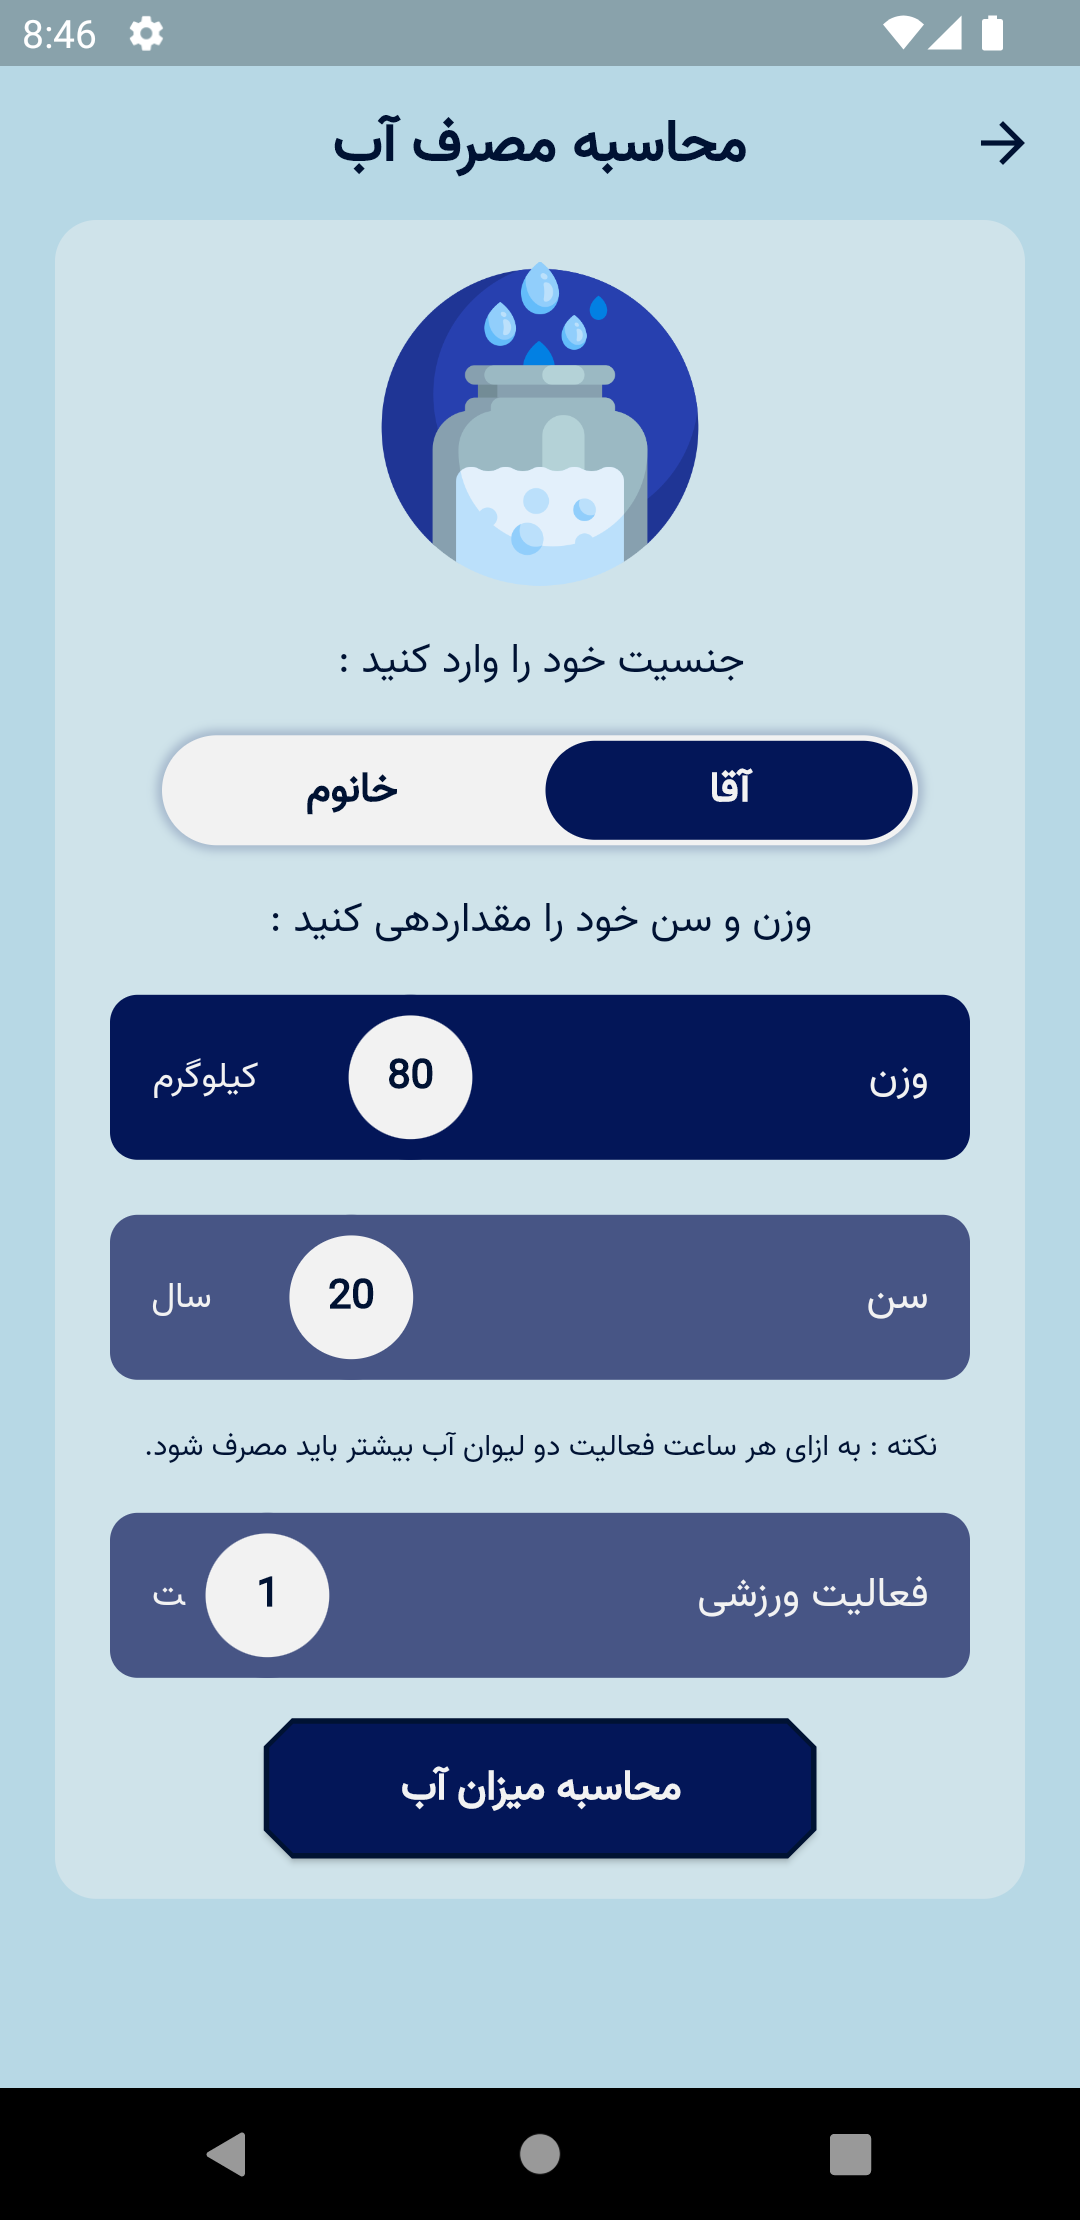 8:46
محاسبه مصرف آب
جنسیت خود را وارد کنید :
آقا
خانوم
وزن و سن خود را مقداردهی کنید :
وزن 80 کیلوگرم
سن 20 سال
نکته : به ازای هر ساعت فعالیت دو لیوان آب بیشتر باید مصرف شود.
فعالیت ورزشی 1 ت
محاسبه میزان آب